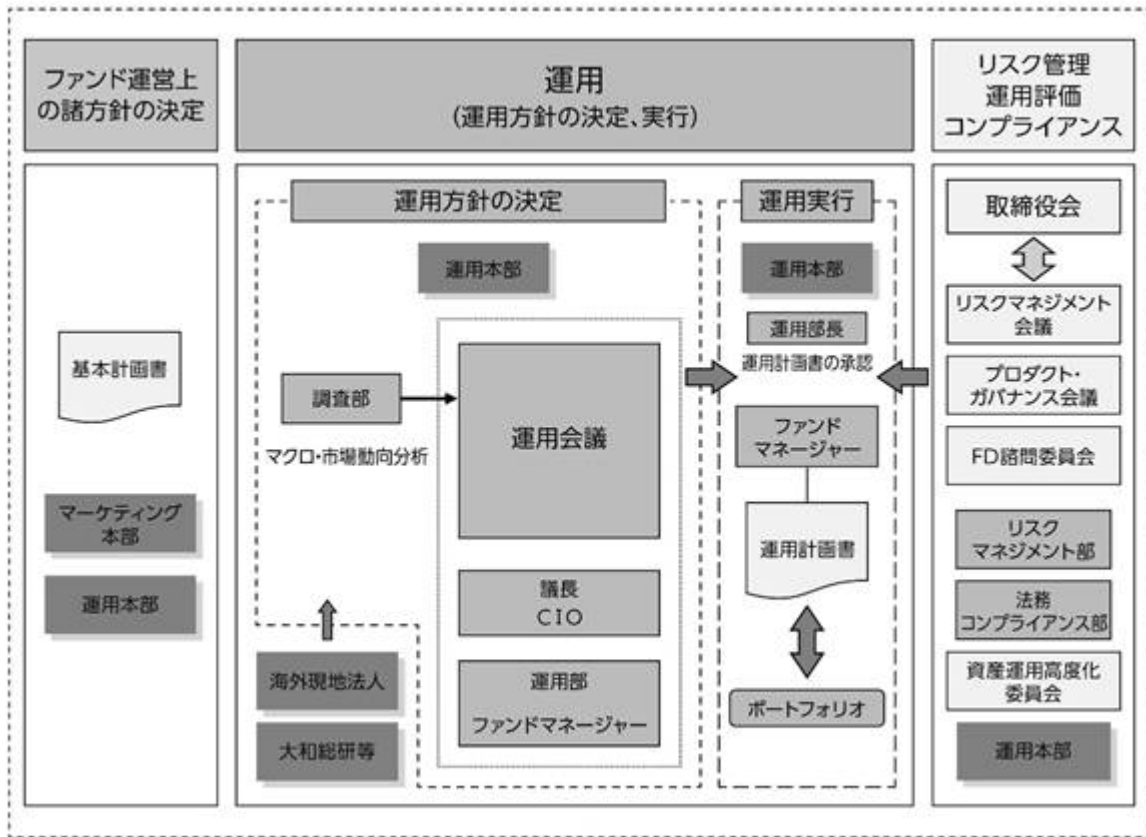 ファンド運営上
の諸方針の決定
運用
(運用方針の決定、実行)
リスク管理
運用評価
コンプライアンス
基本計画書
マーケティング
本部
運用本部
運用方針の決定
運用本部
調査部
マクロ・市場動向分析
運用会議
議長
CIO
運用部
ファンドマネージャー
海外現地法人
大和総研等
運用実行
運用本部
運用部長
運用計画書の承認
ファンド
マネージャー
運用計画書
ポートフォリオ
取締役会
リスクマネジメント
会議
プロダクト・
ガバナンス会議
FD諮問委員会
リスク
マネジメント部
法務
コンプライアンス部
資産運用高度化
委員会
運用本部